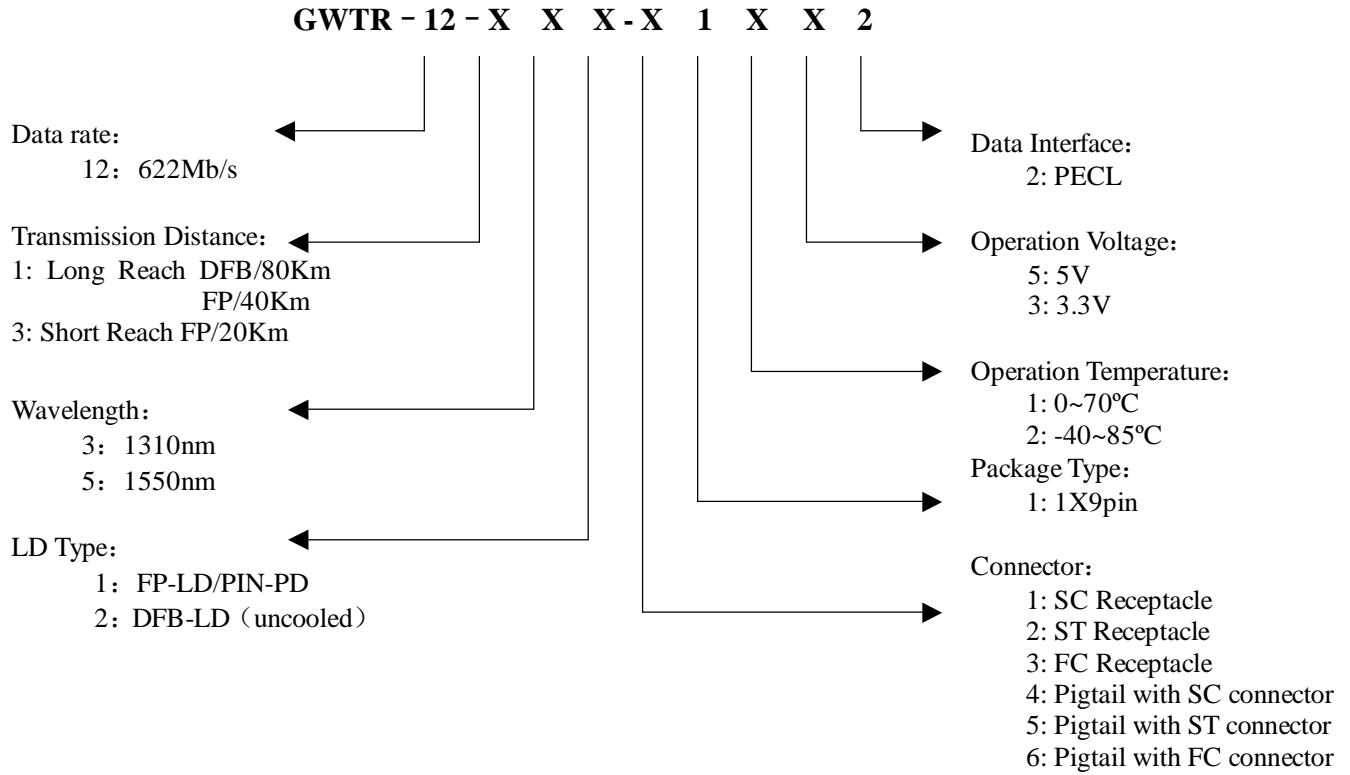 GWTR－12－X X X - X 1 X X 2
Data rate：
12：622Mb/s
Transmission Distance：
1: Long Reach DFB/80Km
FP/40Km
3: Short Reach FP/20Km
Wavelength：
3：1310nm
5：1550nm
LD Type：
1：FP-LD/PIN-PD
2：DFB-LD（uncooled）
Data Interface：
2: PECL
Operation Voltage：
5: 5V
3: 3.3V
Operation Temperature：
1: 0~70ºC
2: -40~85ºC
Package Type：
1: 1X9pin
Connector：
1: SC Receptacle
2: ST Receptacle
3: FC Receptacle
4: Pigtail with SC connector
5: Pigtail with ST connector
6: Pigtail with FC connector